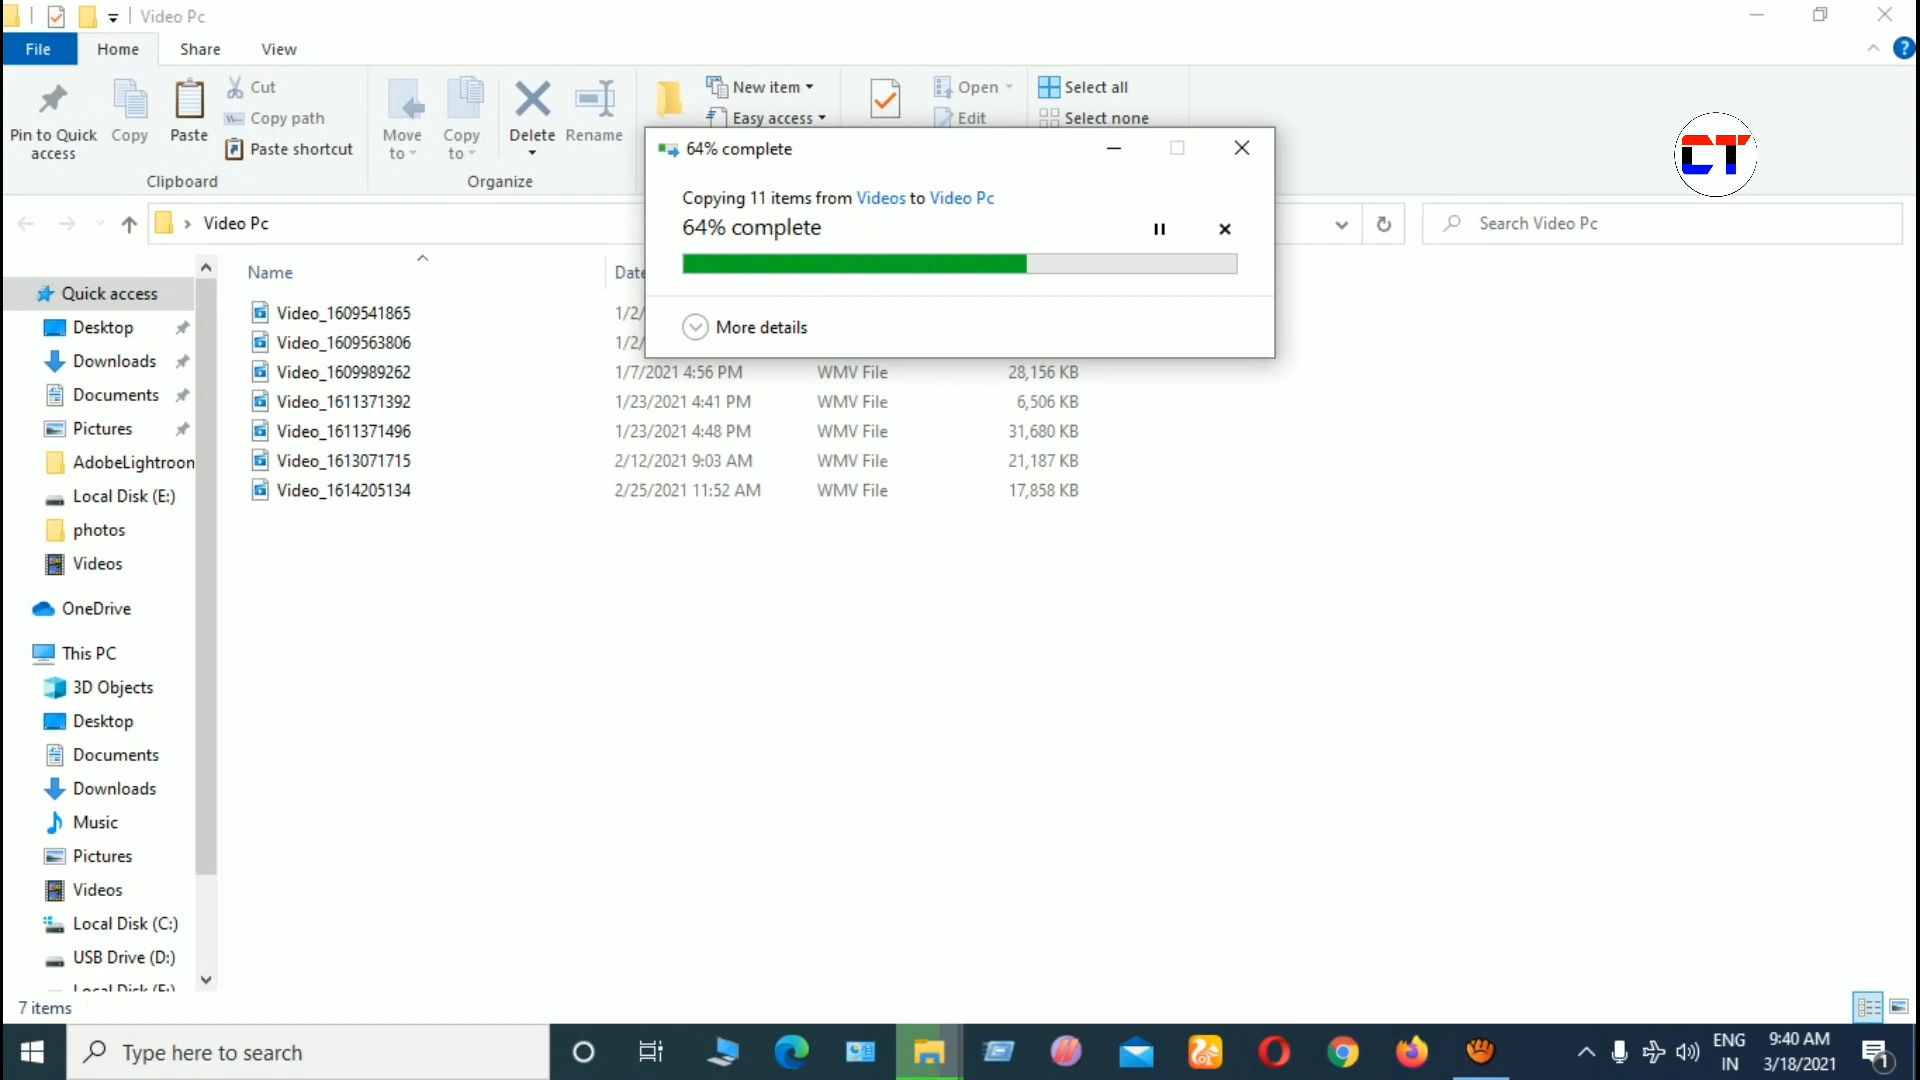 Video Pc
File
Home
Share
View
Pin to Quick access
Copy
Paste
Cut
Copy path
Paste shortcut
Move to
Copy to
Delete
Rename
New item
Easy access
Open
Edit
Select all
Select none
Clipboard
Organize
CT
64% complete
Copying 11 items from Videos to Video Pc
64% complete
More details
Video Pc
Search Video Pc
Name
Date
Video_1609541865 1/2/
Video_1609563806 1/2/
Video_1609989262 1/7/2021 4:56 PM WMV File 28,156 KB
Video_1611371392 1/23/2021 4:41 PM WMV File 6,506 KB
Video_1611371496 1/23/2021 4:48 PM WMV File 31,680 KB
Video_1613071715 2/12/2021 9:03 AM WMV File 21,187 KB
Video_1614205134 2/25/2021 11:52 AM WMV File 17,858 KB
Quick access
Desktop
Downloads
Documents
Pictures
AdobeLightroon
Local Disk (E:)
photos
Videos
OneDrive
This PC
3D Objects
Desktop
Documents
Downloads
Music
Pictures
Videos
Local Disk (C:)
USB Drive (D:)
7 items
Type here to search
ENG
IN
9:40 AM
3/18/2021
1